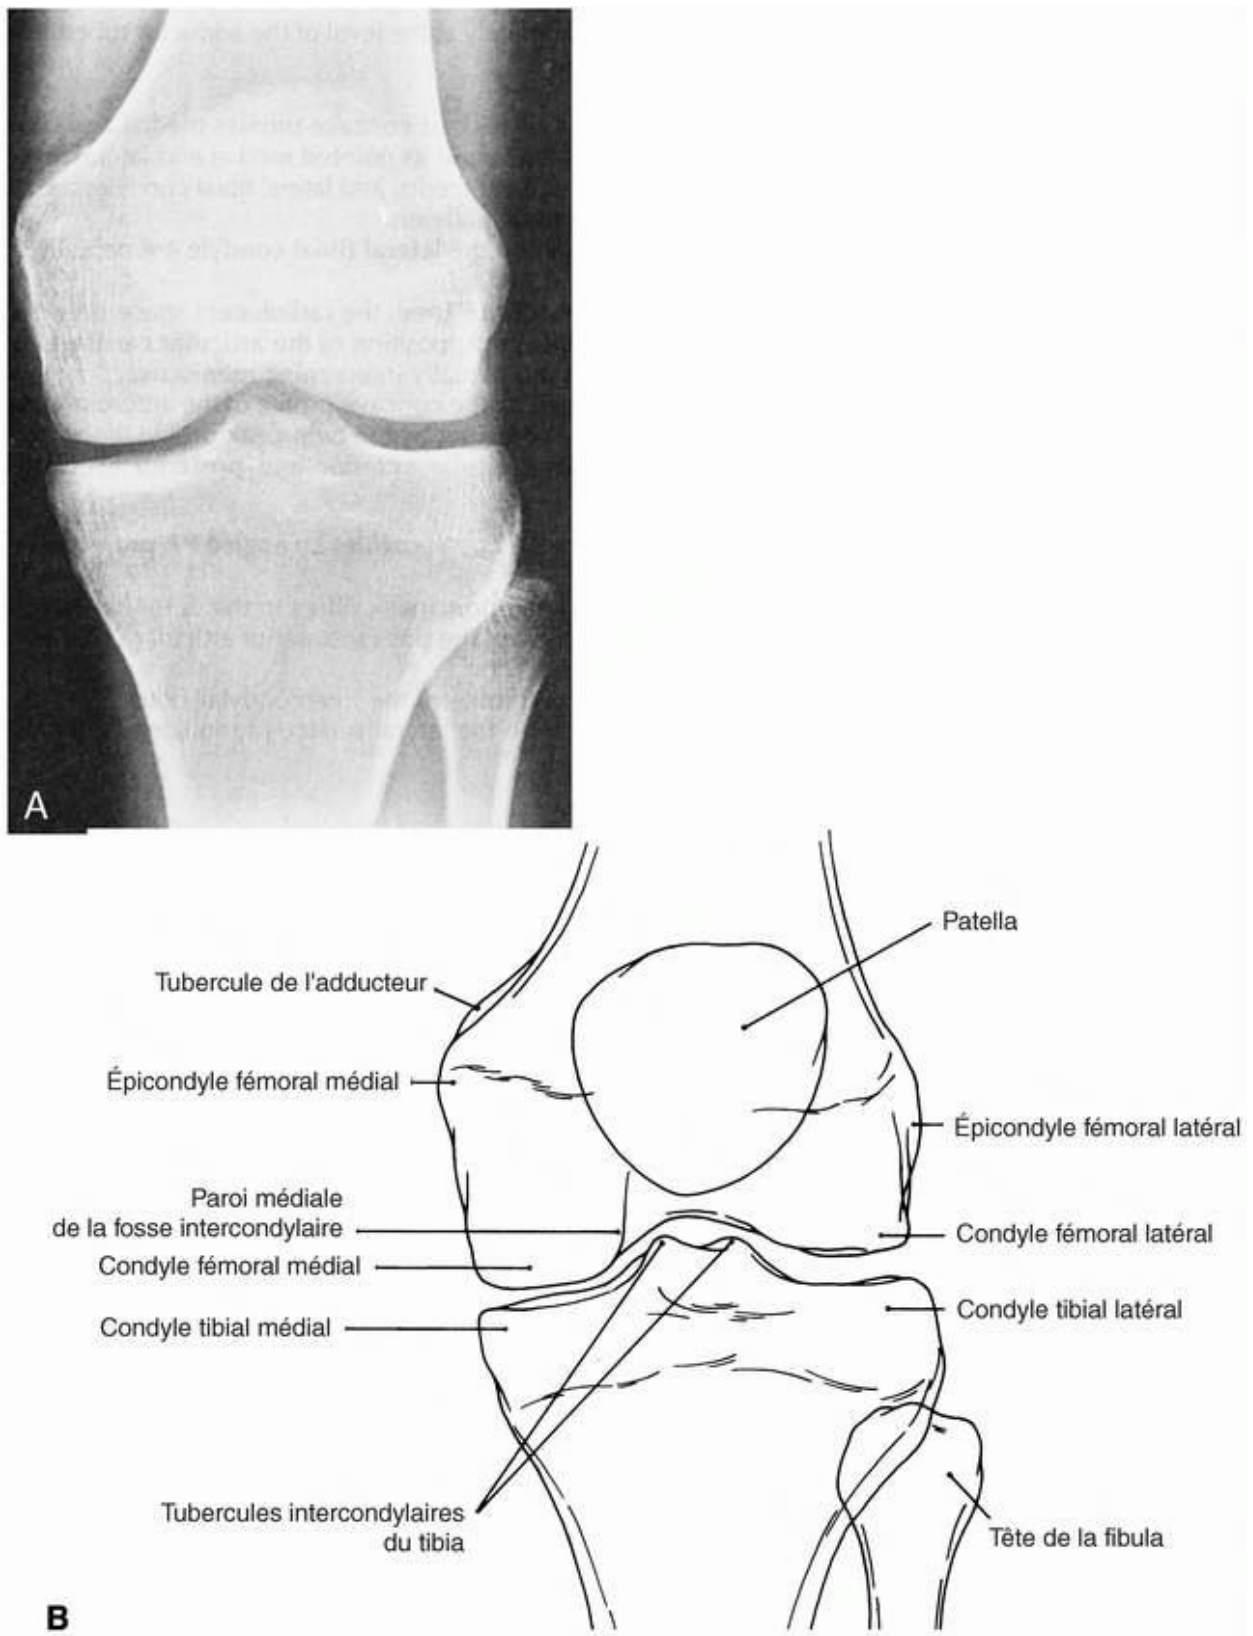 A
Patella
Tubercule de l'adducteur
Épicondyle fémoral médial
Épicondyle fémoral latéral
Paroi médiale
de la fosse intercondylaire
Condyle fémoral latéral
Condyle fémoral médial
Condyle tibial latéral
Condyle tibial médial
Tubercules intercondylaires
du tibia
Tête de la fibula
B